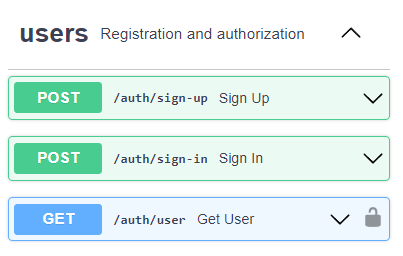 users Registration and authorization
POST /auth/sign-up Sign Up
POST /auth/sign-in Sign In
GET /auth/user Get User